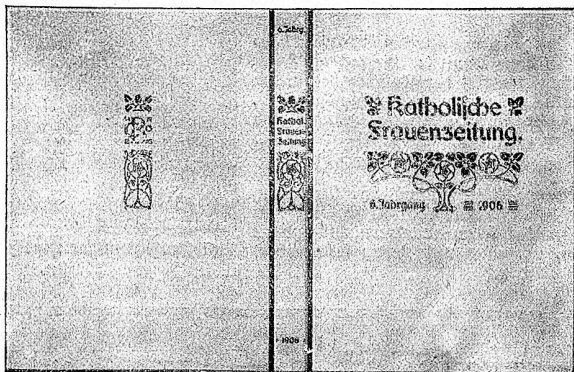 6. Jahrg.
Kathol.
Frauen-
Zeitung
1906
Katholische
Frauenzeitung.
6. Jahrgang 1906